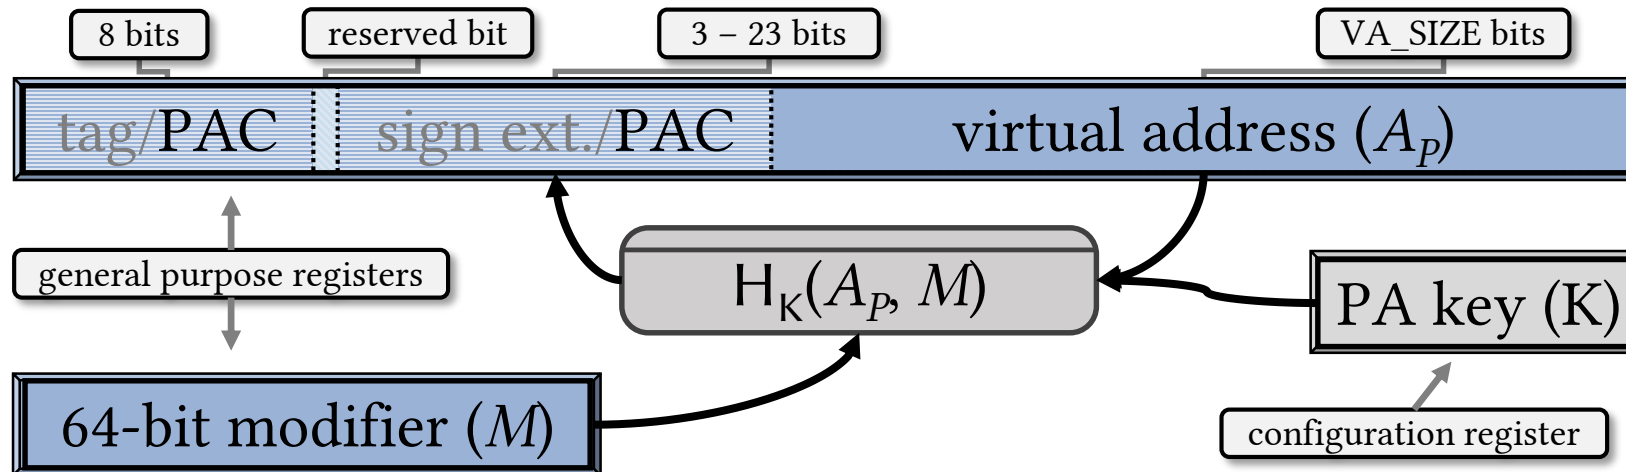 8 bits
reserved bit
3 – 23 bits
VA_SIZE bits
tag/PAC
sign ext./PAC
virtual address (A_P)
general purpose registers
H_K(A_P, M)
PA key (K)
64-bit modifier (M)
configuration register